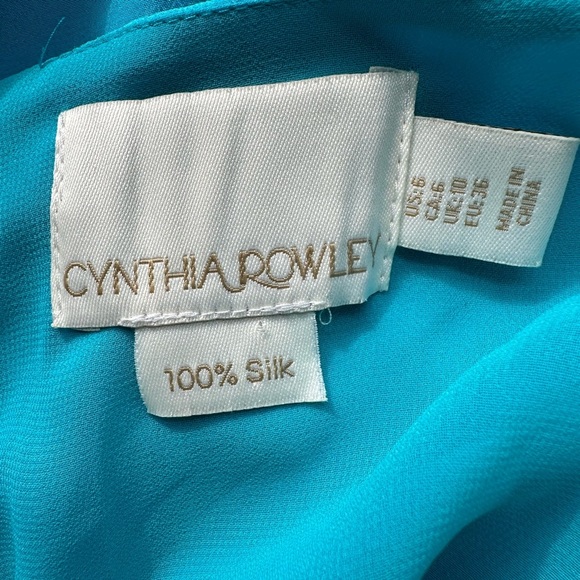 CYNTHIA ROWLEY
100% Silk
US:6
CA:6
UK:10
EU:36
MADE IN
CHINA